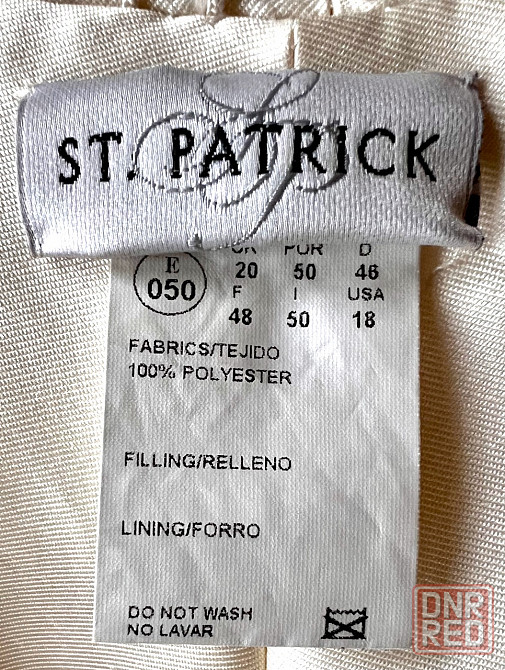 ST. PATRICK
E
050
POR D
20 50 46
F I USA
48 50 18
FABRICS/TEJIDO
100% POLYESTER
FILLING/RELLENO
LINING/FORRO
DO NOT WASH
NO LAVAR
DNR
RED